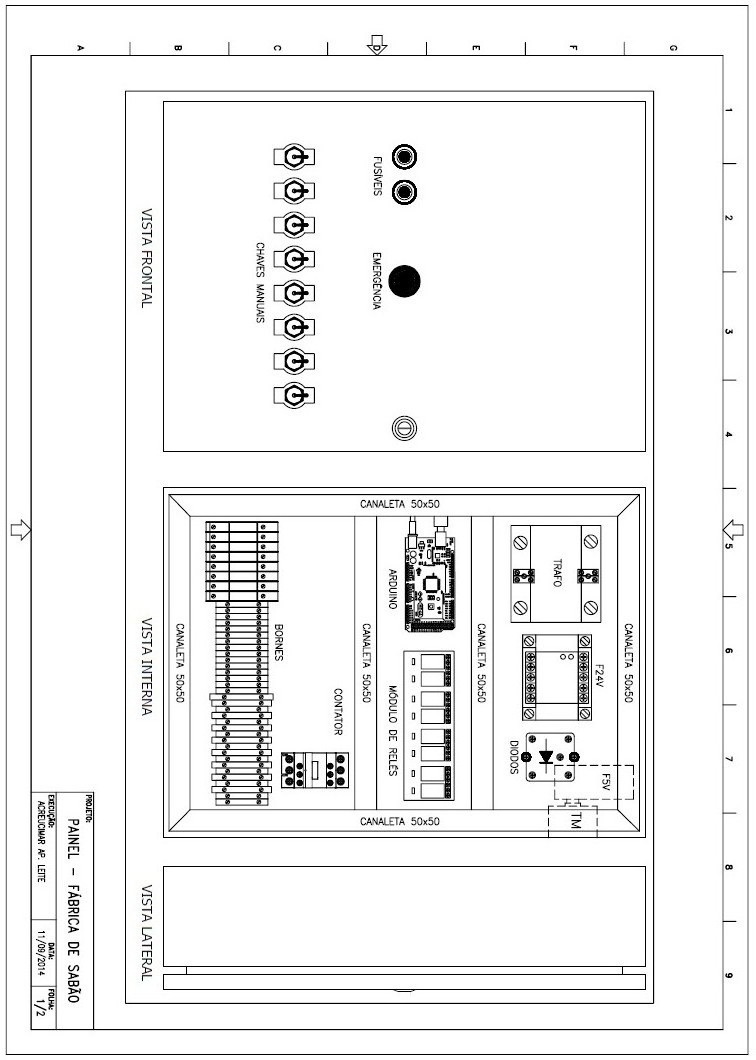 1 2 3 4 5 6 7 8 9
G
F
E
D
C
B
A
FUSÍVEIS
EMERGÊNCIA
CHAVES MANUAIS
VISTA FRONTAL
CANALETA 50x50
CANALETA 50x50
TRAFO
F24V
F5V
DIODOS
TM
CANALETA 50x50
ARDUINO
MÓDULO DE RELÉS
CANALETA 50x50
CONTATOR
BORNES
CANALETA 50x50
CANALETA 50x50
VISTA INTERNA
VISTA LATERAL
PROJETO:
PAINEL - FÁBRICA DE SABÃO
EXECUÇÃO:
ACREUCIMAR AP. LEITE
DATA:
11/09/2014
FOLHA:
1/2